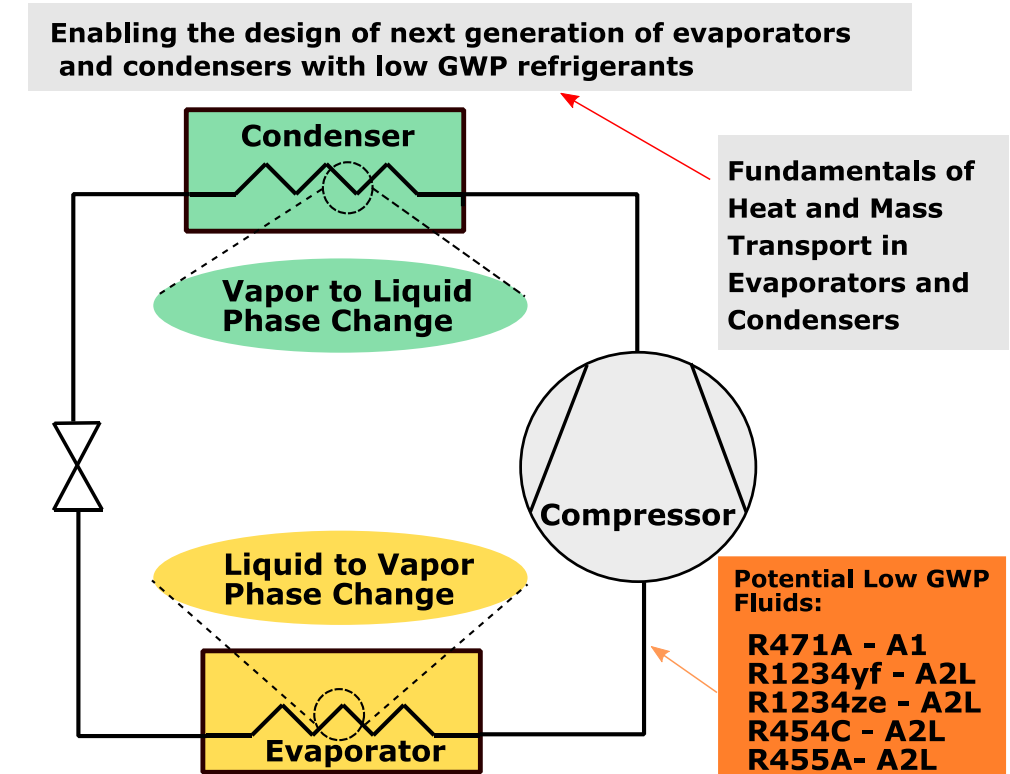 Enabling the design of next generation of evaporators
and condensers with low GWP refrigerants
Condenser
Fundamentals of
Heat and Mass
Transport in
Evaporators and
Condensers
Vapor to Liquid
Phase Change
Compressor
Liquid to Vapor
Phase Change
Evaporator
Potential Low GWP
Fluids:
R471A - A1
R1234yf - A2L
R1234ze - A2L
R454C - A2L
R455A- A2L